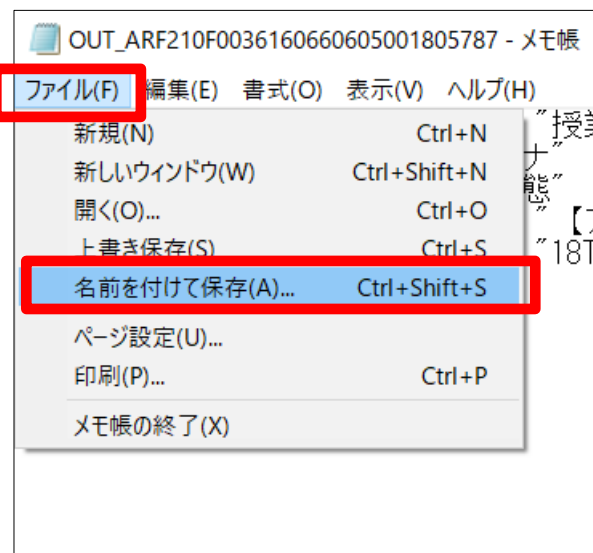 OUT_ARF210F0036160660605001805787 - メモ帳
ファイル(F) 編集(E) 書式(O) 表示(V) ヘルプ(H)
新規(N) Ctrl+N
新しいウィンドウ(W) Ctrl+Shift+N
開く(O)... Ctrl+O
上書き保存(S) Ctrl+S
名前を付けて保存(A)... Ctrl+Shift+S
ページ設定(U)...
印刷(P)... Ctrl+P
メモ帳の終了(X)
"授業
ナ"
態"
"【
"18T